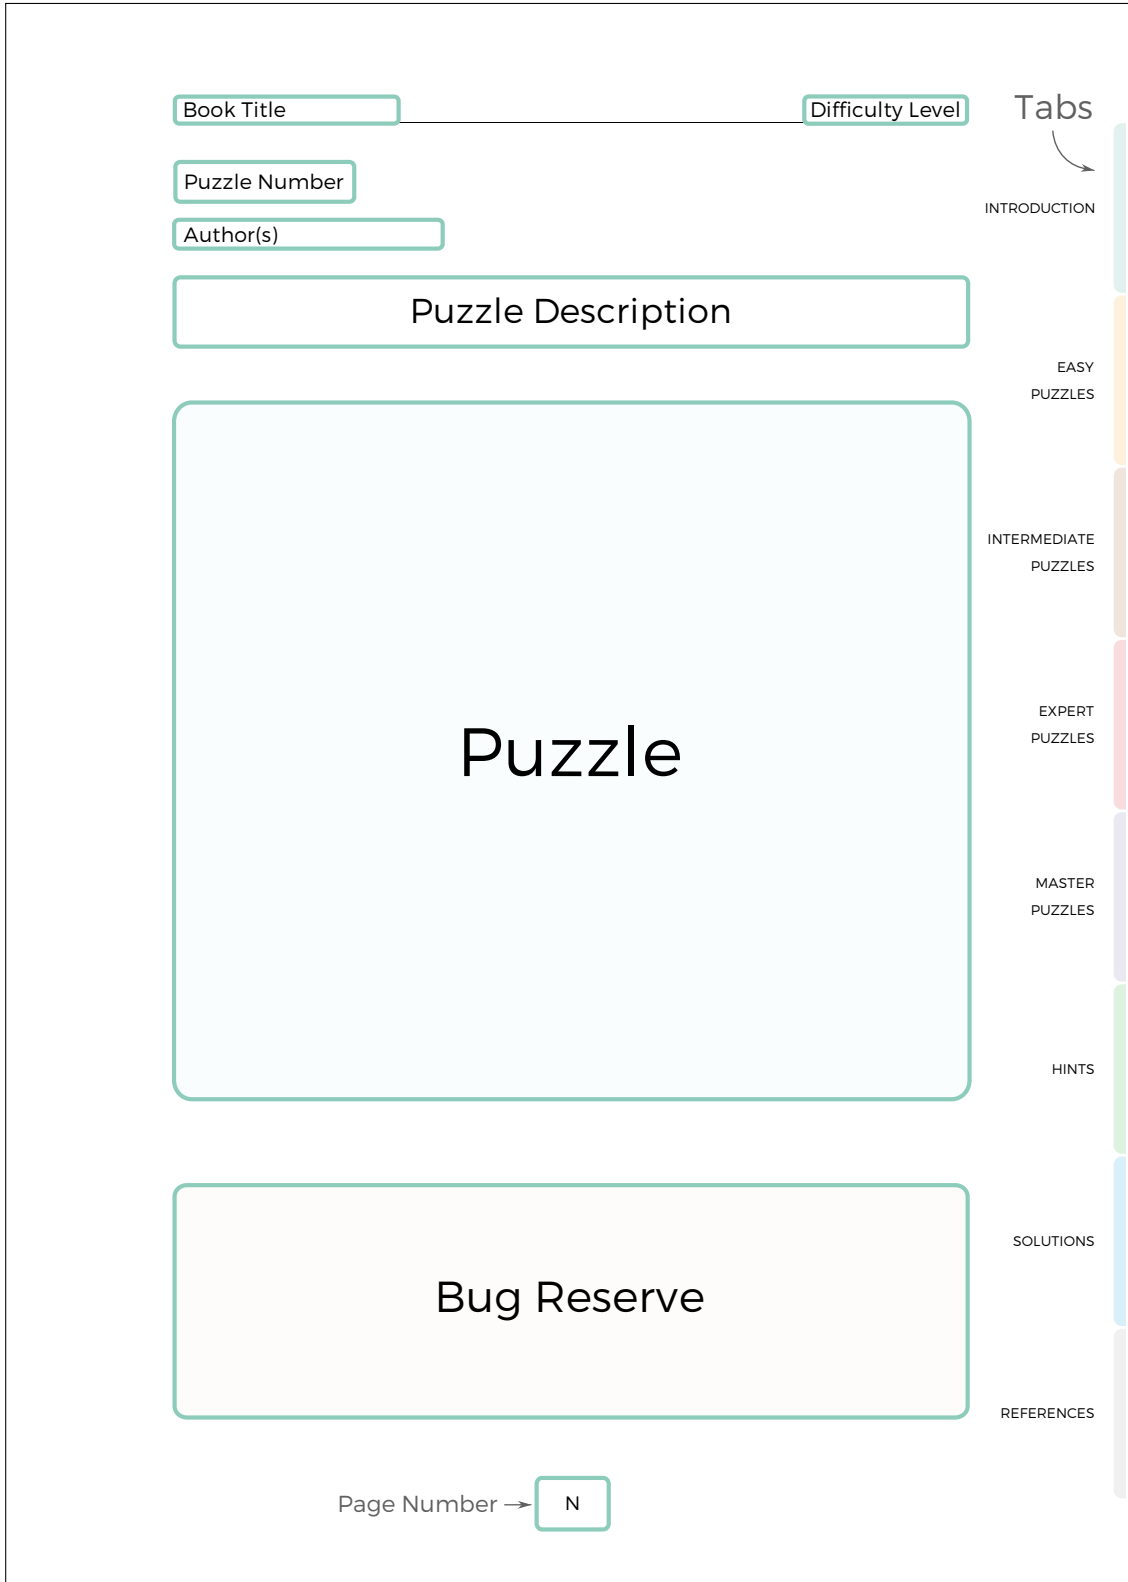 Book Title
Difficulty Level
Tabs
Puzzle Number
INTRODUCTION
Author(s)
Puzzle Description
EASY
PUZZLES
INTERMEDIATE
PUZZLES
EXPERT
PUZZLES
Puzzle
MASTER
PUZZLES
HINTS
SOLUTIONS
Bug Reserve
REFERENCES
Page Number
N